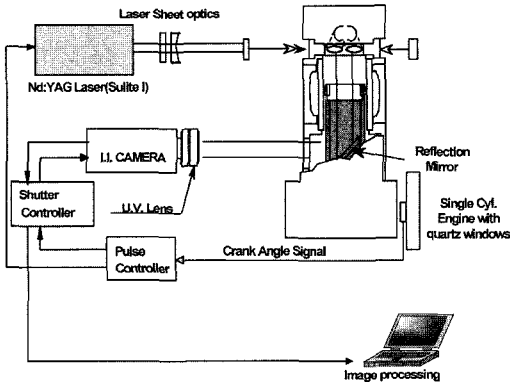 Laser Sheet optics
Nd:YAG Laser(Sulite I)
I.I. CAMERA
Reflection
Mirror
Shutter
Controller
U.V. Lens
Single Cyl.
Engine with
quartz windows
Pulse
Controller
Crank Angle Signal
Image processing